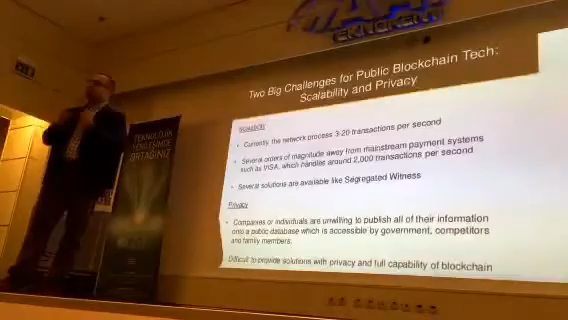 TEKNOKENT
EXIT
Two Big Challenges for Public Blockchain Tech:
Scalability and Privacy
Scalability
• Currently, the network process 3-20 transactions per second
• Several orders of magnitude away from mainstream payment systems
such as VISA, which handles around 2,000 transactions per second
• Several solutions are available like Segregated Witness
Privacy
• Companies or individuals are unwilling to publish all of their information
onto a public database which is accessible by government, competitors
and family members.
Difficult to provide solutions with privacy and full capability of blockchain
TEKNOLOJİK
ORTAĞINIZ